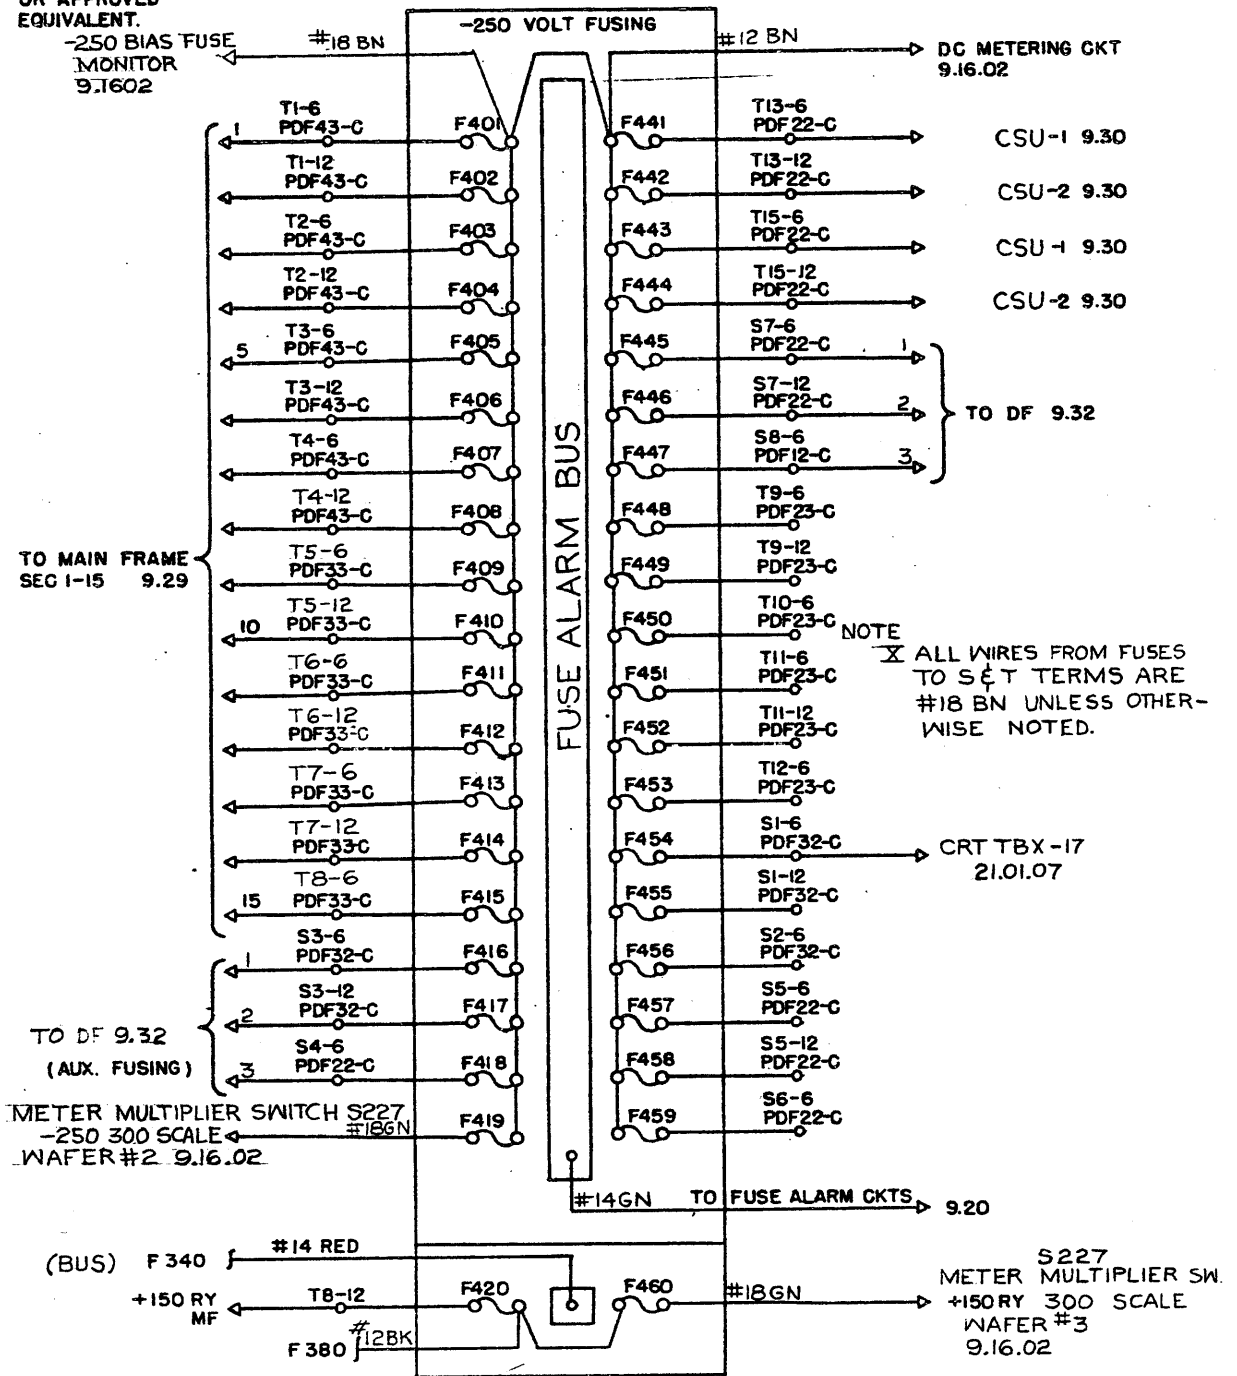 EQUIVALENT.
-250 VOLT FUSING
-250 BIAS FUSE
MONITOR
9.1602
#18 BN
#12 BN
DC METERING CKT
9.16.02
T1-6
1 PDF43-C F401
T1-12
PDF43-C F402
T2-6
PDF43-C F403
T2-12
PDF43-C F404
T3-6
5 PDF43-C F405
T3-12
PDF43-C F406
T4-6
PDF43-C F407
T4-12
PDF43-C F408
T5-6
PDF33-C F409
T5-12
10 PDF33-C F410
T6-6
PDF33-C F411
T6-12
PDF33-C F412
T7-6
PDF33-C F413
T7-12
PDF33C F414
T8-6
15 PDF33-C F415
TO MAIN FRAME
SEC 1-15 9.29
S3-6
1 PDF32-C F416
S3-12
2 PDF32-C F417
S4-6
3 PDF22-C F418
TO DF 9.32
(AUX. FUSING)
METER MULTIPLIER SWITCH S227
-250 300 SCALE #18GN F419
WAFER #2 9.16.02
FUSE ALARM BUS
T13-6
F441 PDF22-C CSU-1 9.30
T13-12
F442 PDF22-C CSU-2 9.30
T15-6
F443 PDF22-C CSU-1 9.30
T15-12
F444 PDF22-C CSU-2 9.30
S7-6
F445 PDF22-C 1
S7-12
F446 PDF22-C 2
S8-6
F447 PDF12-C 3
TO DF 9.32
T9-6
F448 PDF23-C
T9-12
F449 PDF23-C
T10-6
F450 PDF23-C
T11-6
F451 PDF23-C
T11-12
F452 PDF23-C
T12-6
F453 PDF23-C
S1-6
F454 PDF32-C CRT TBX-17
21.01.07
S1-12
F455 PDF32-C
S2-6
F456 PDF32-C
S5-6
F457 PDF22-C
S5-12
F458 PDF22-C
S6-6
F459 PDF22-C
NOTE
X ALL WIRES FROM FUSES
TO S&T TERMS ARE
#18 BN UNLESS OTHER-
WISE NOTED.
#14GN TO FUSE ALARM CKTS 9.20
(BUS) F 340 #14 RED
+150 RY T8-12 F420 F460 #18GN
MF
F 380 #12BK
S227
METER MULTIPLIER SW.
+150RY 300 SCALE
WAFER #3
9.16.02